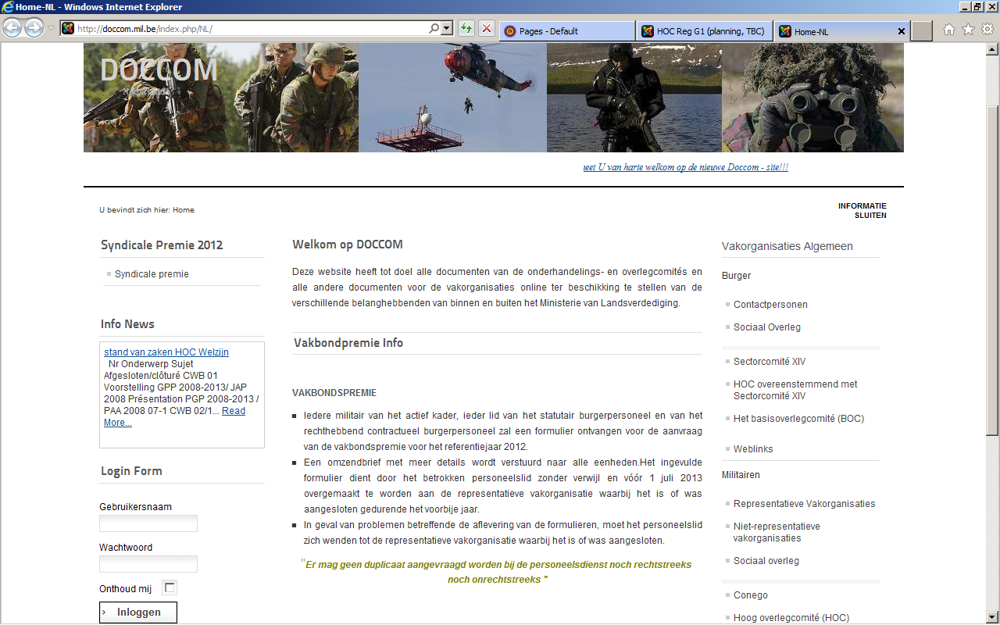 Home-NL - Windows Internet Explorer
http://doccom.mil.be/index.php/NL/
Pages - Default
HOC Reg G1 (planning, TBC)
Home-NL
DOCCOM
Nederlands
eet U van harte welkom op de nieuwe Doccom - site!!!
U bevindt zich hier: Home
INFORMATIE
SLUITEN
Syndicale Premie 2012
Syndicale premie
Info News
stand van zaken HOC Welzijn
Nr Onderwerp Sujet
Afgesloten/clôturé CWB 01
Voorstelling GPP 2008-2013/ JAP
2008 Présentation PGP 2008-2013 /
PAA 2008 07-1 CWB 02/1... Read
More...
Login Form
Gebruikersnaam
Wachtwoord
Onthoud mij
Inloggen
Welkom op DOCCOM
Deze website heeft tot doel alle documenten van de onderhandelings- en overlegcomités en
alle andere documenten voor de vakorganisaties online ter beschikking te stellen van de
verschillende belanghebbenden van binnen en buiten het Ministerie van Landsverdediging.
Vakbondpremie Info
VAKBONDSPREMIE
Iedere militair van het actief kader, ieder lid van het statutair burgerpersoneel en van het
rechthebbend contractueel burgerpersoneel zal een formulier ontvangen voor de aanvraag
van de vakbondspremie voor het referentiejaar 2012.
Een omzendbrief met meer details wordt verstuurd naar alle eenheden.Het ingevulde
formulier dient door het betrokken personeelslid zonder verwijl en vóór 1 juli 2013
overgemaakt te worden aan de representatieve vakorganisatie waarbij het is of was
aangesloten gedurende het voorbije jaar.
In geval van problemen betreffende de aflevering van de formulieren, moet het personeelslid
zich wenden tot de representatieve vakorganisatie waarbij het is of was aangesloten.
"Er mag geen duplicaat aangevraagd worden bij de personeelsdienst noch rechtstreeks
noch onrechtstreeks "
Vakorganisaties Algemeen
Burger
Contactpersonen
Sociaal Overleg
Sectorcomité XIV
HOC overeenstemmend met
Sectorcomité XIV
Het basisoverlegcomité (BOC)
Weblinks
Militairen
Representatieve Vakorganisaties
Niet-representatieve
vakorganisaties
Sociaal overleg
Conego
Hoog overlegcomité (HOC)